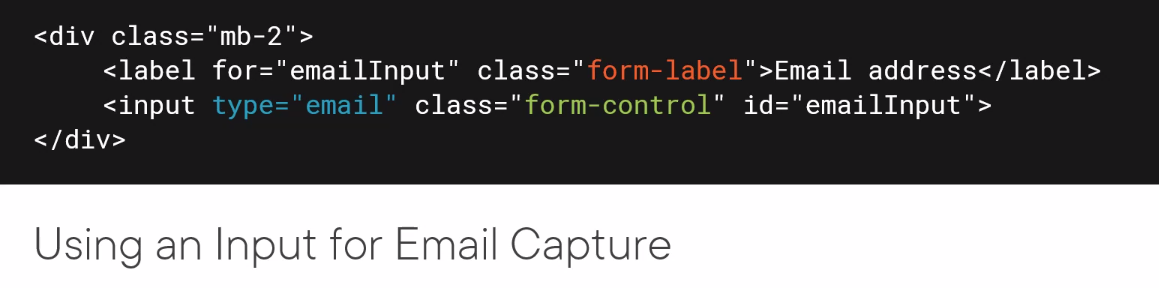 <div class="mb-2">
<label for="emailInput" class="form-label">Email address</label>
<input type="email" class="form-control" id="emailInput">
</div>
Using an Input for Email Capture